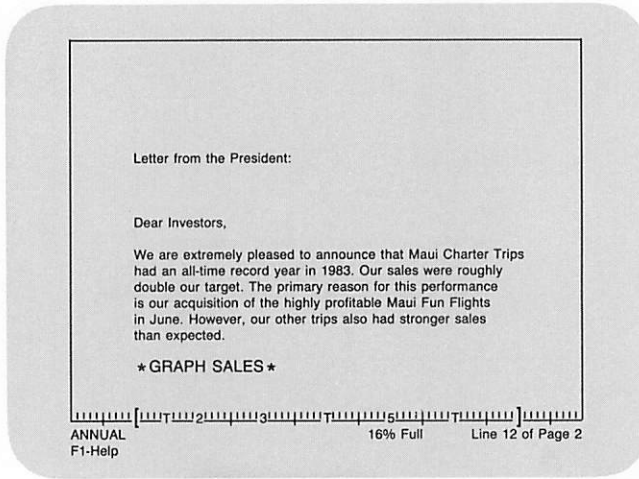 Letter from the President:
Dear Investors,
We are extremely pleased to announce that Maui Charter Trips
had an all-time record year in 1983. Our sales were roughly
double our target. The primary reason for this performance
is our acquisition of the highly profitable Maui Fun Flights
in June. However, our other trips also had stronger sales
than expected.
★GRAPH SALES★
[T23T5T]
ANNUAL 16% Full Line 12 of Page 2
F1-Help